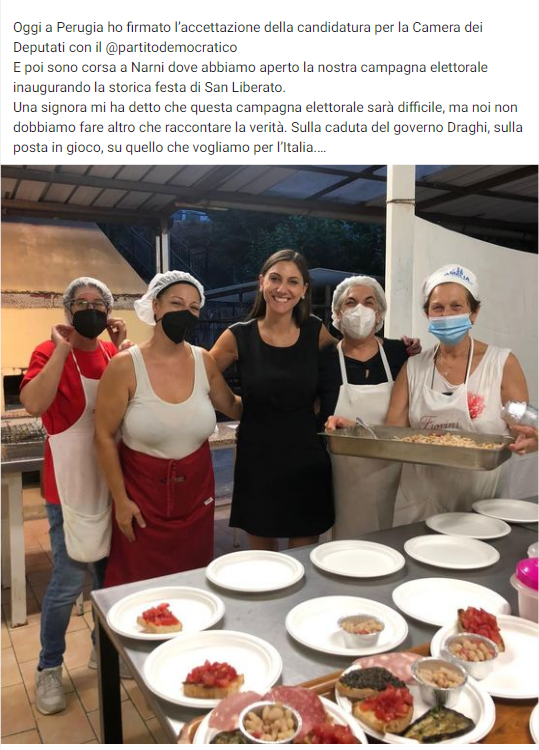 Oggi a Perugia ho firmato l’accettazione della candidatura per la Camera dei
Deputati con il @partitodemocratico
E poi sono corsa a Narni dove abbiamo aperto la nostra campagna elettorale
inaugurando la storica festa di San Liberato.
Una signora mi ha detto che questa campagna elettorale sarà difficile, ma noi non
dobbiamo fare altro che raccontare la verità. Sulla caduta del governo Draghi, sulla
posta in gioco, su quello che vogliamo per l’Italia....
Fiorini